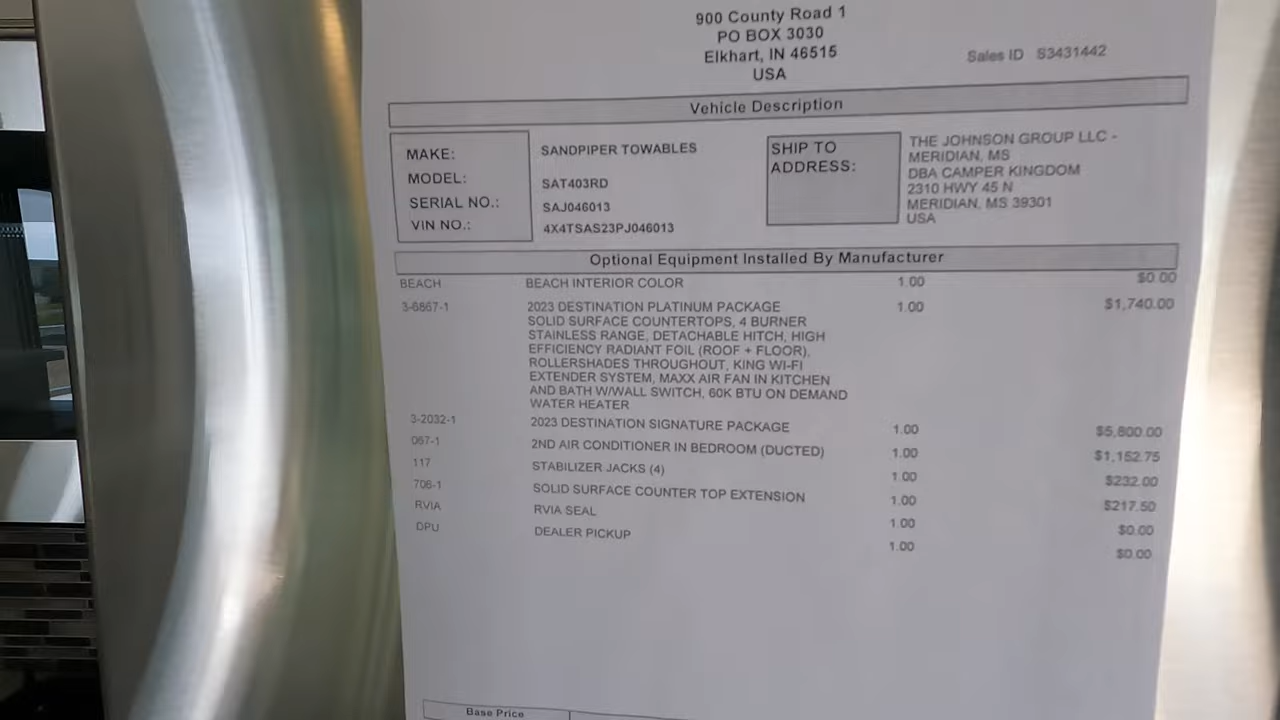 900 County Road 1
PO BOX 3030
Elkhart, IN 46515
USA
Sales ID S3431442
Vehicle Description
MAKE: SANDPIPER TOWABLES
MODEL: SAT403RD
SERIAL NO.: SAJ046013
VIN NO.: 4X4TSAS23PJ046013
SHIP TO
ADDRESS:
THE JOHNSON GROUP LLC -
MERIDIAN, MS
DBA CAMPER KINGDOM
2310 HWY 45 N
MERIDIAN, MS 39301
USA
Optional Equipment Installed By Manufacturer
BEACH BEACH INTERIOR COLOR 1.00 $0.00
3-6867-1 2023 DESTINATION PLATINUM PACKAGE 1.00 $1,740.00
SOLID SURFACE COUNTERTOPS, 4 BURNER
STAINLESS RANGE, DETACHABLE HITCH, HIGH
EFFICIENCY RADIANT FOIL (ROOF + FLOOR),
ROLLERSHADES THROUGHOUT, KING WI-FI
EXTENDER SYSTEM, MAXX AIR FAN IN KITCHEN
AND BATH W/WALL SWITCH, 60K BTU ON DEMAND
WATER HEATER
3-2032-1 2023 DESTINATION SIGNATURE PACKAGE 1.00 $5,800.00
067-1 2ND AIR CONDITIONER IN BEDROOM (DUCTED) 1.00 $1,152.75
117 STABILIZER JACKS (4) 1.00 $232.00
706-1 SOLID SURFACE COUNTER TOP EXTENSION 1.00 $217.50
RVIA RVIA SEAL 1.00 $0.00
DPU DEALER PICKUP 1.00 $0.00
Base Price